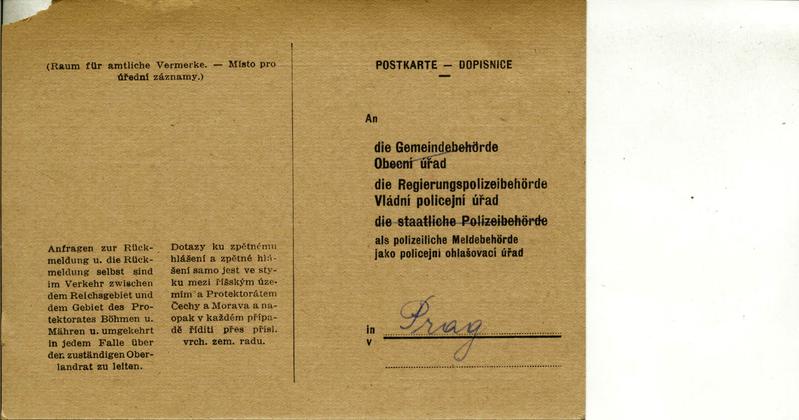 (Raum für amtliche Vermerke. — Místo pro
úřední záznamy.)
Anfragen zur Rück-
meldung u. die Rück-
meldung selbst sind
im Verkehr zwischen
dem Reichsgebiet und
dem Gebiet des Pro-
tektorates Böhmen u.
Mähren u. umgekehrt
in jedem Falle über
den zuständigen Ober-
landrat zu leiten.
Dotazy ku zpětnému
hlášení a zpětné hlá-
šení samo jest ve sty-
ku mezi říšským úze-
mím a Protektorátem
Čechy a Morava a na-
opak v každém přípa-
dě říditi přes přísl.
vrch. zem. radu.
POSTKARTE — DOPISNICE
An
die Gemeindebehörde
Obecní úřad
die Regierungspolizeibehörde
Vládní policejní úřad
die staatliche Polizeibehörde
als polizeiliche Meldebehörde
jako policejní ohlašovací úřad
in Prag
v